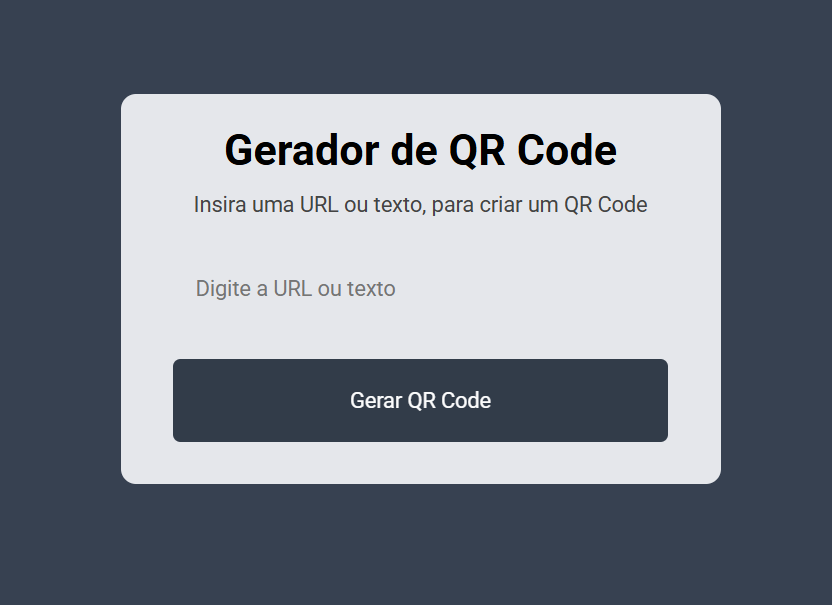 Gerador de QR Code
Insira uma URL ou texto, para criar um QR Code
Digite a URL ou texto
Gerar QR Code